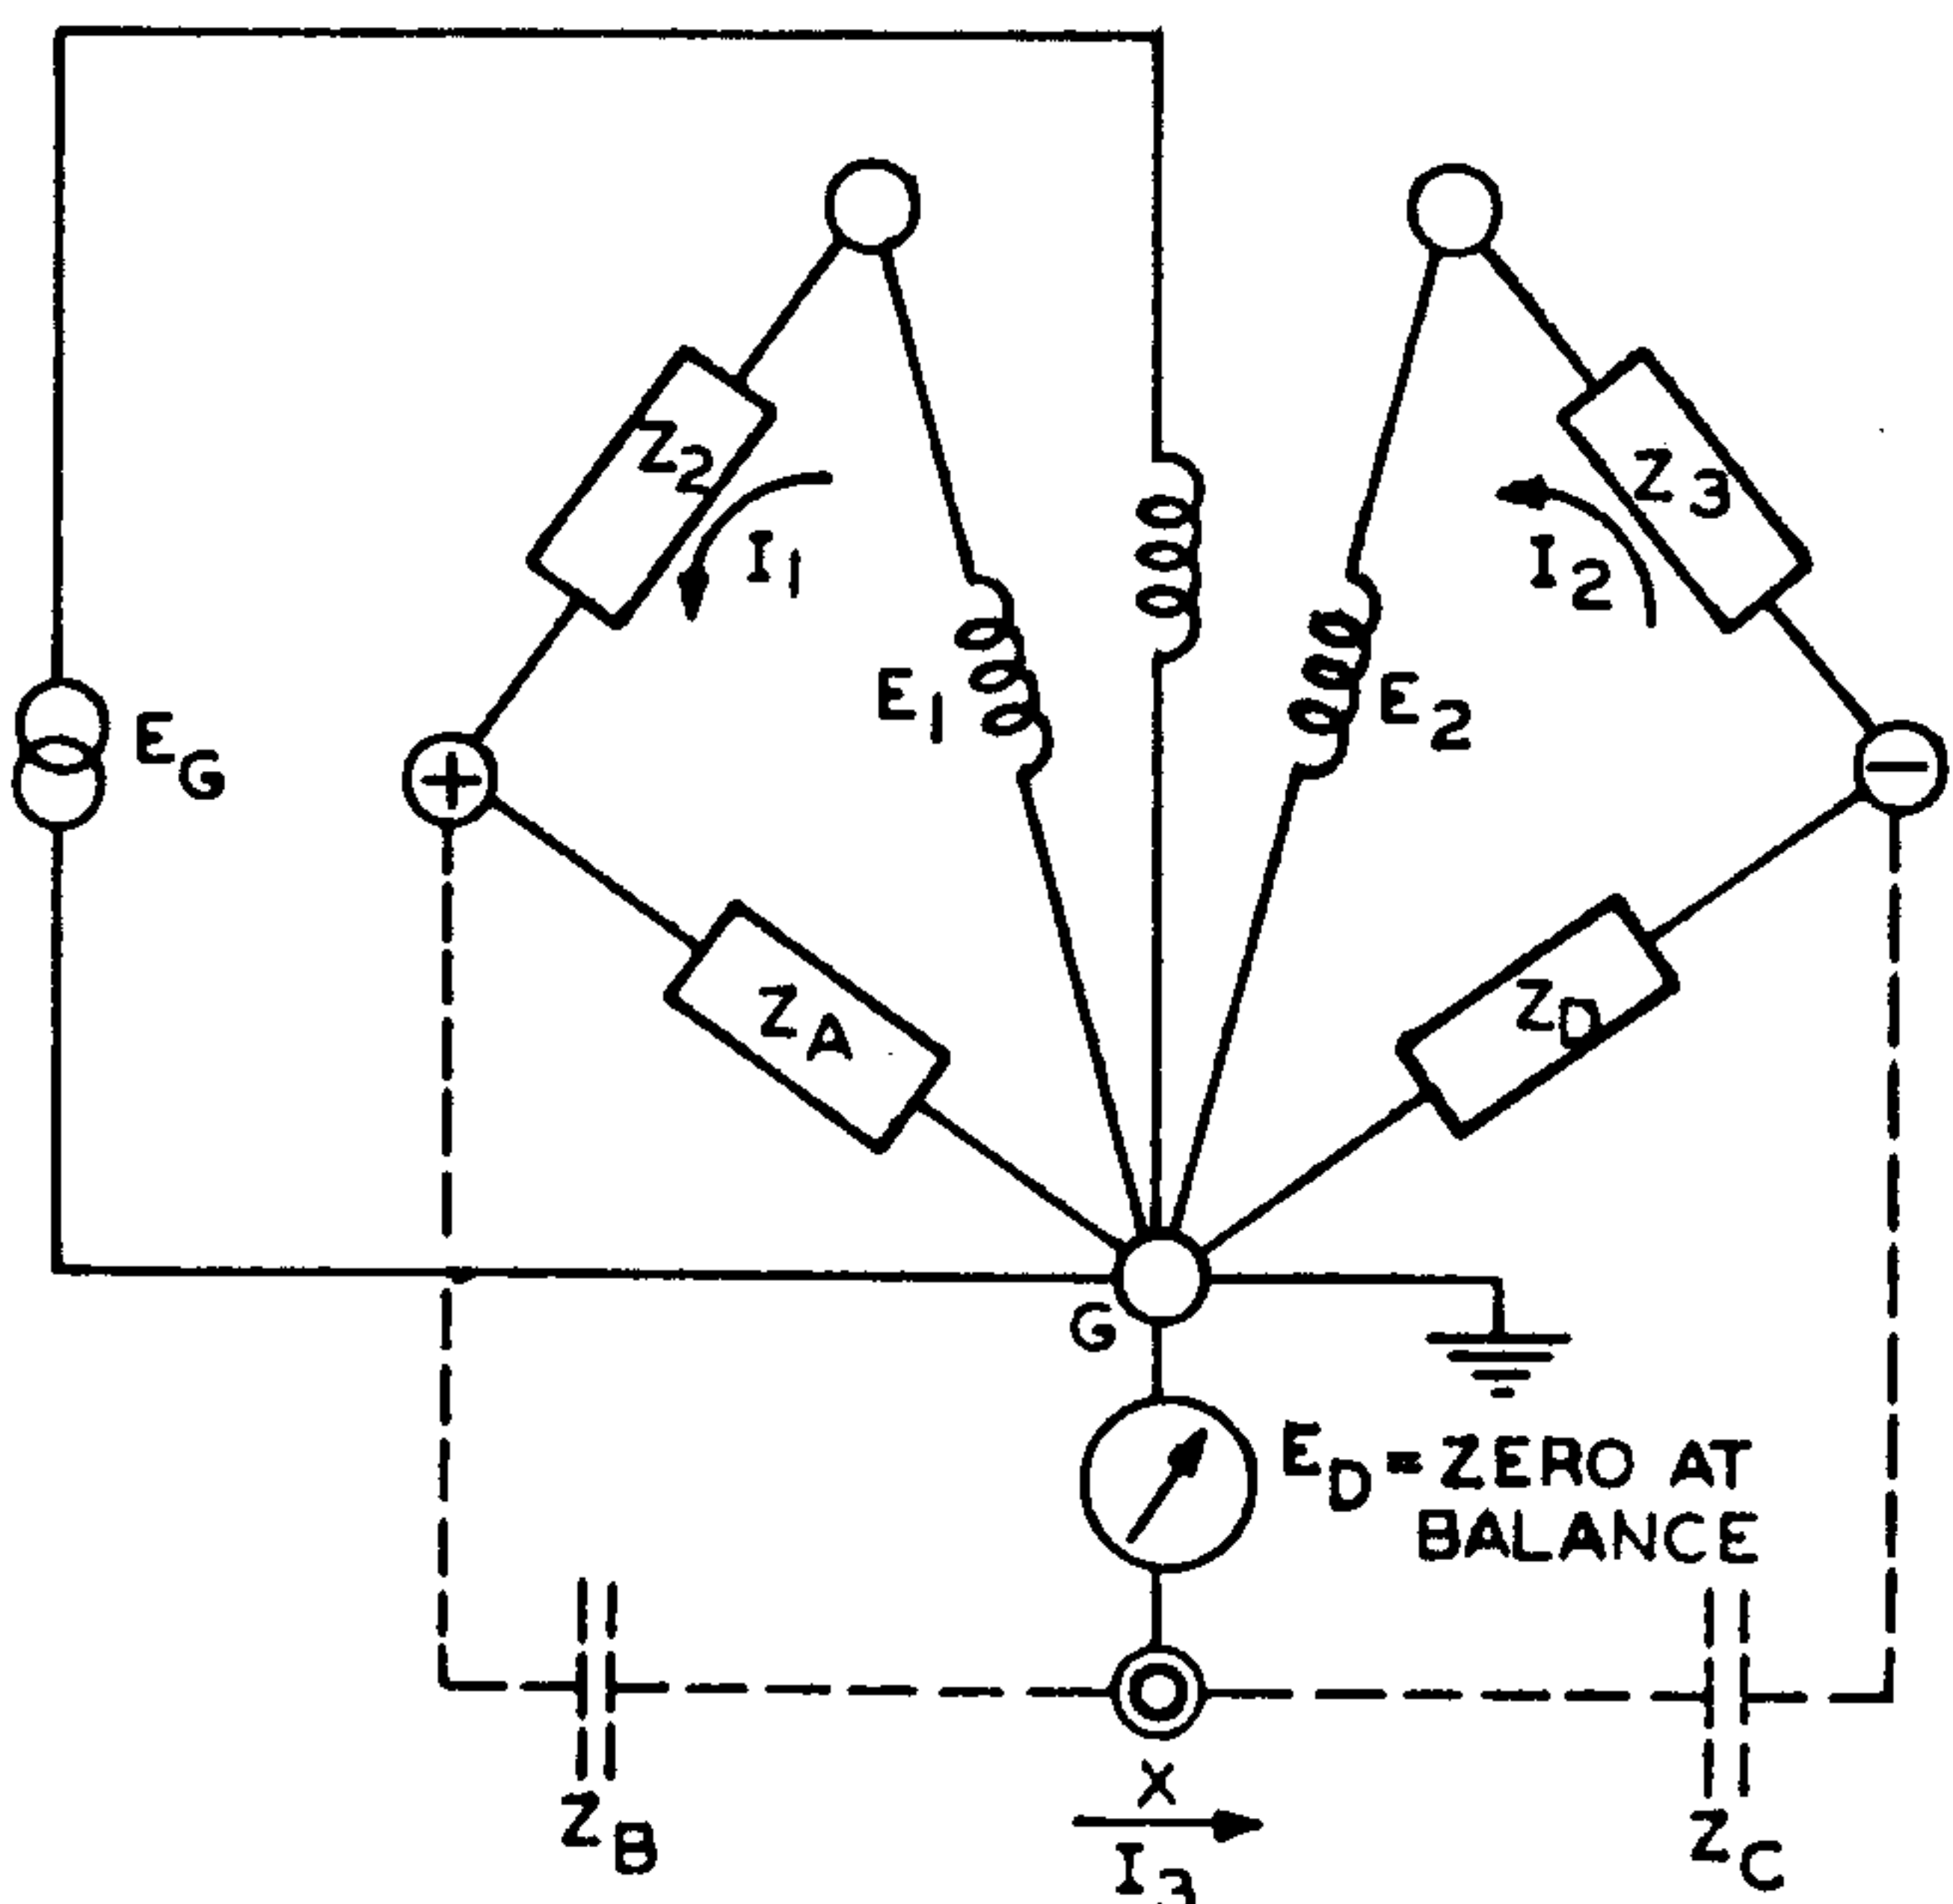 Z2
Z3
I1
I2
E1
E2
EG
+
−
ZA
ZD
G
ED = ZERO AT
BALANCE
X
ZB
I3
ZC